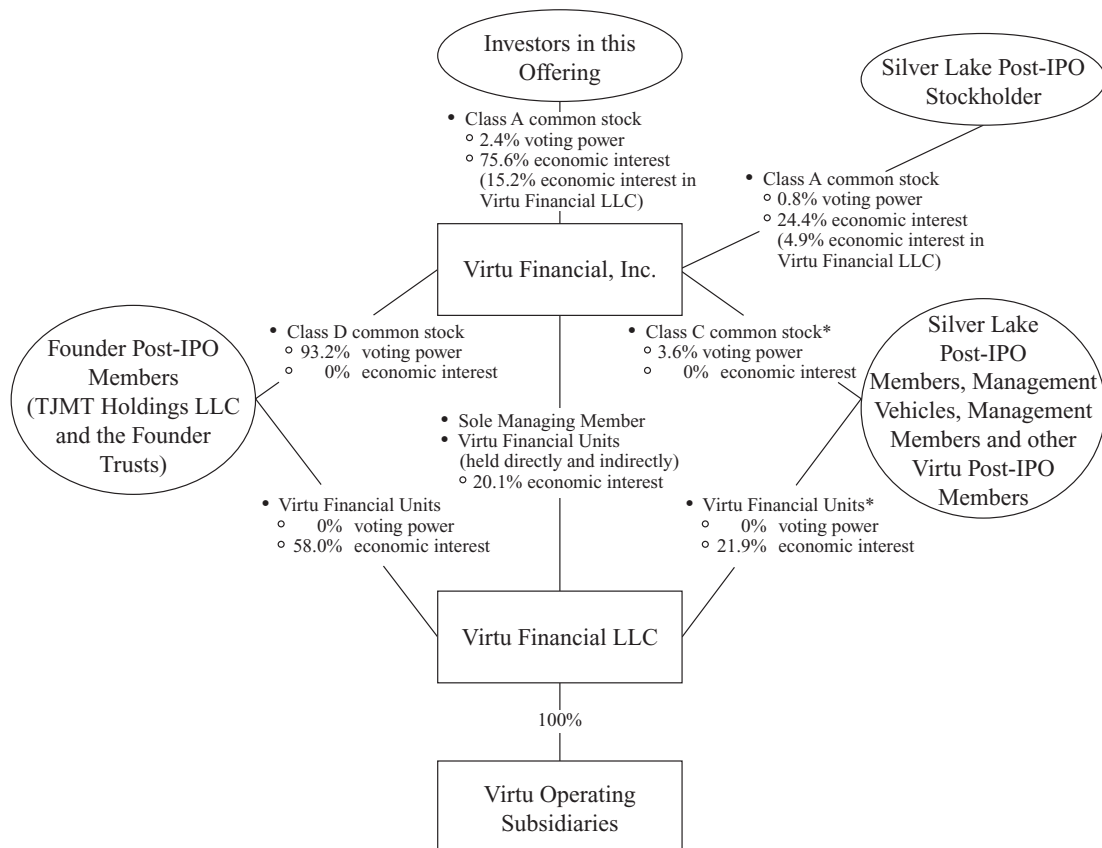 Investors in this
Offering
Silver Lake Post-IPO
Stockholder
• Class A common stock
○ 2.4% voting power
○ 75.6% economic interest
(15.2% economic interest in
Virtu Financial LLC)
• Class A common stock
○ 0.8% voting power
○ 24.4% economic interest
(4.9% economic interest in
Virtu Financial LLC)
Virtu Financial, Inc.
Founder Post-IPO
Members
(TJMT Holdings LLC
and the Founder
Trusts)
• Class D common stock
○ 93.2% voting power
○ 0% economic interest
• Class C common stock*
○ 3.6% voting power
○ 0% economic interest
Silver Lake
Post-IPO
Members, Management
Vehicles, Management
Members and other
Virtu Post-IPO
Members
• Sole Managing Member
• Virtu Financial Units
(held directly and indirectly)
○ 20.1% economic interest
• Virtu Financial Units
○ 0% voting power
○ 58.0% economic interest
• Virtu Financial Units*
○ 0% voting power
○ 21.9% economic interest
Virtu Financial LLC
100%
Virtu Operating
Subsidiaries